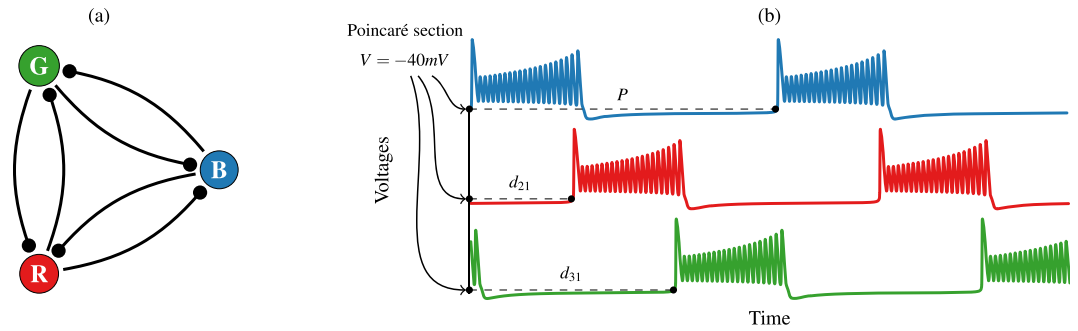 (a)
G
B
R
(b)
Poincaré section
V = −40mV
Voltages
P
d₂₁
d₃₁
Time